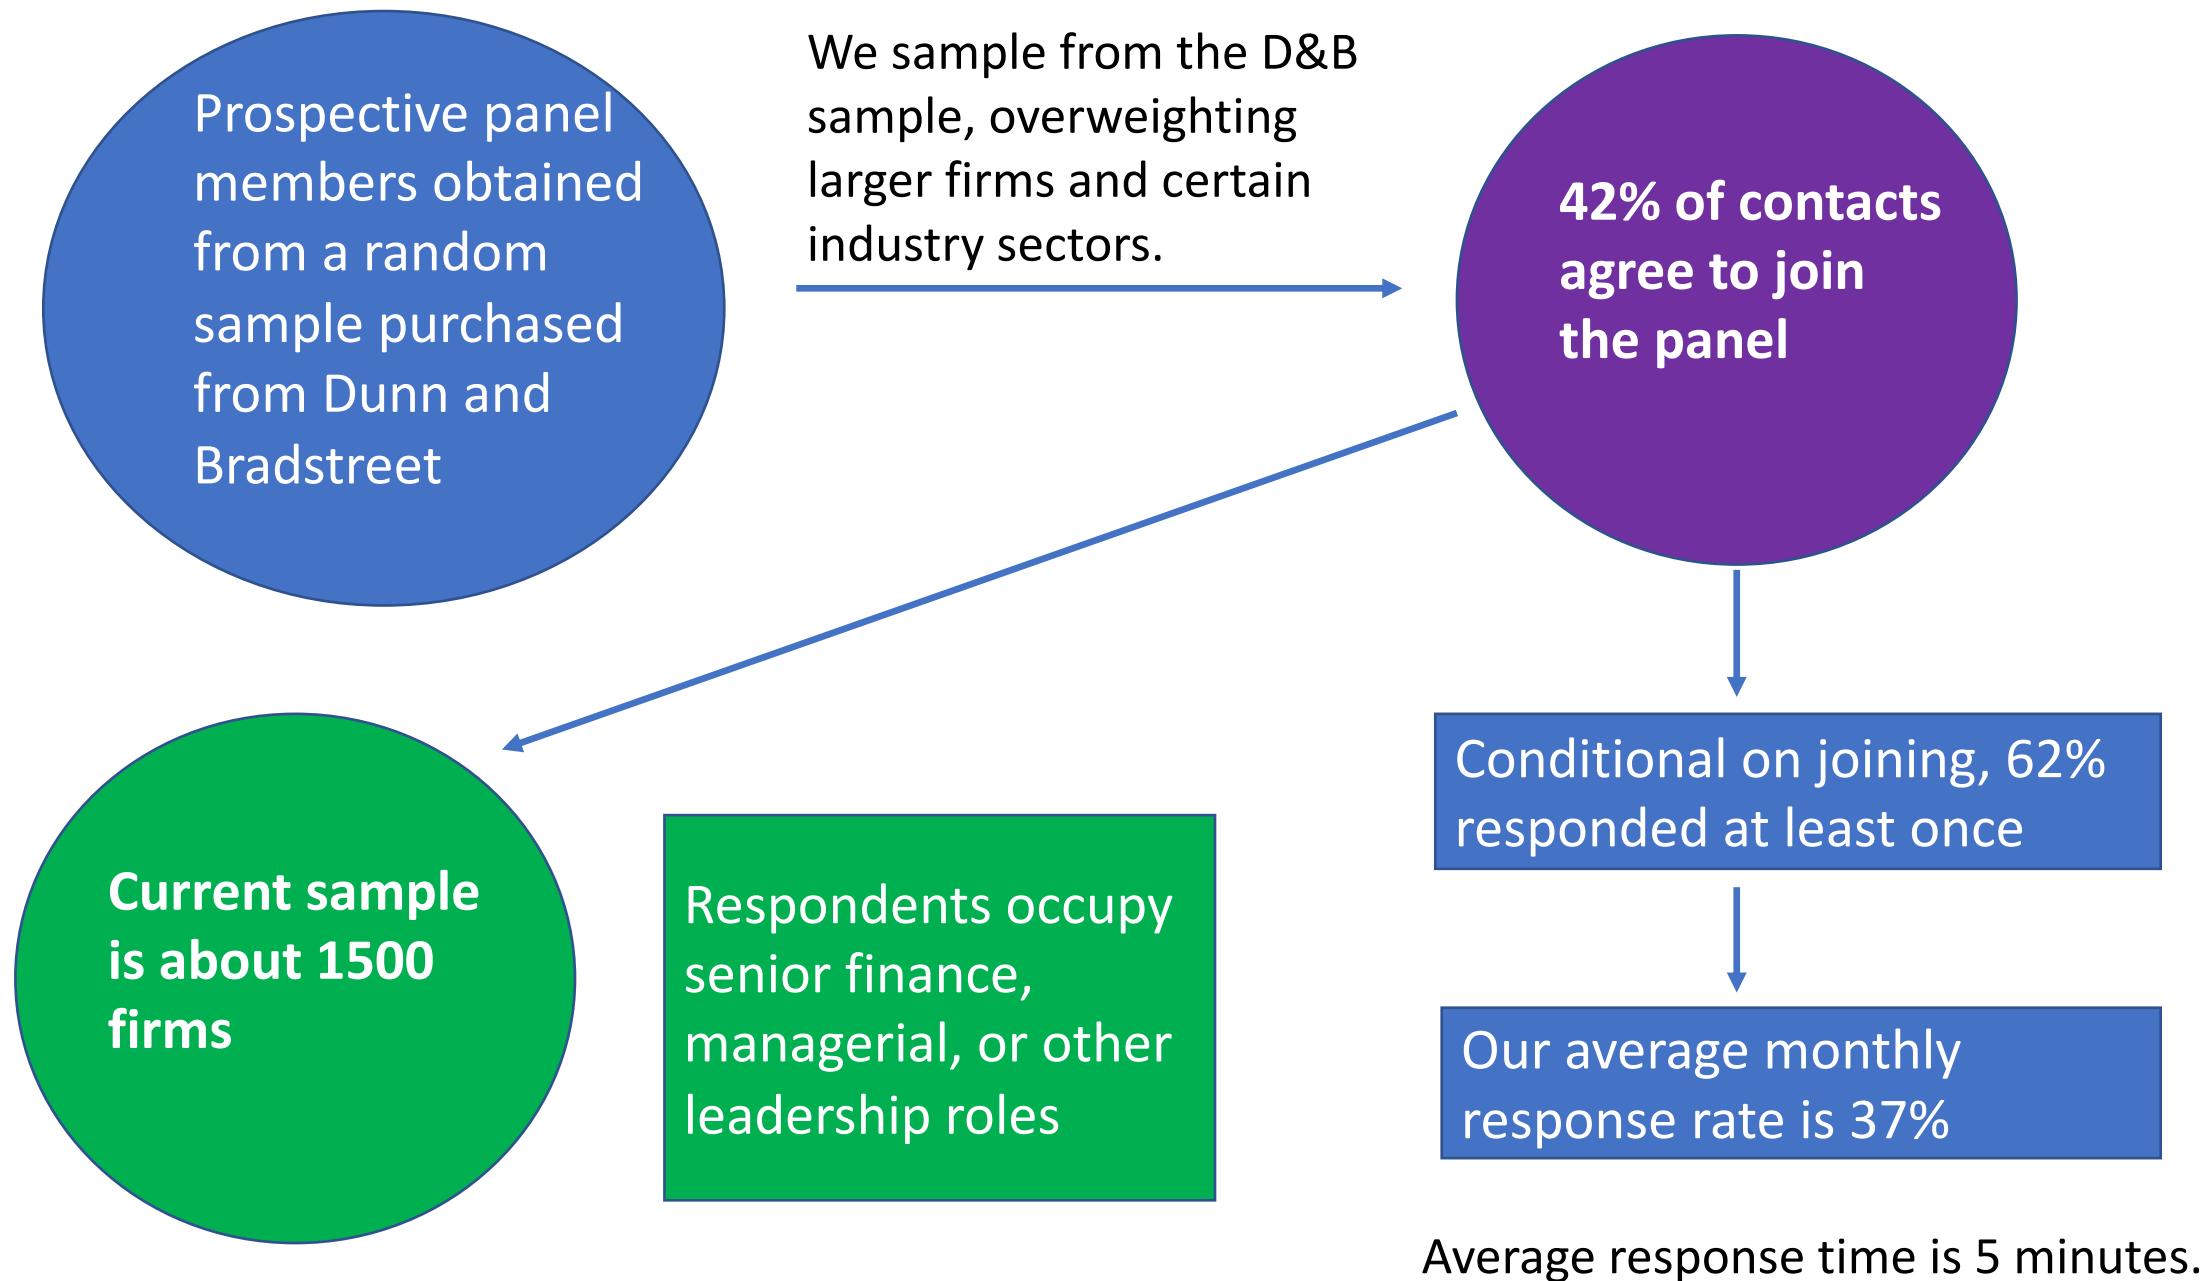 Prospective panel
members obtained
from a random
sample purchased
from Dunn and
Bradstreet
We sample from the D&B
sample, overweighting
larger firms and certain
industry sectors.
42% of contacts
agree to join
the panel
Current sample
is about 1500
firms
Respondents occupy
senior finance,
managerial, or other
leadership roles
Conditional on joining, 62%
responded at least once
Our average monthly
response rate is 37%
Average response time is 5 minutes.